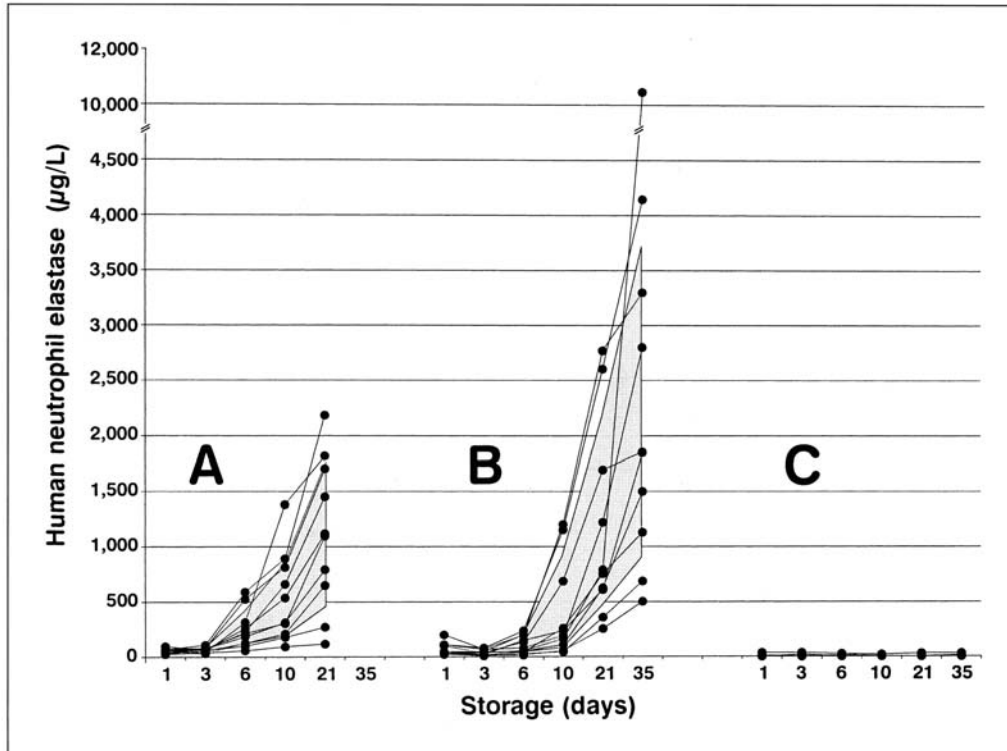 12,000
10,000
4,500
4,000
3,500
3,000
2,500
2,000
1,500
1,000
500
0
Human neutrophil elastase (µg/L)
A
B
C
1 3 6 10 21 35
1 3 6 10 21 35
1 3 6 10 21 35
Storage (days)